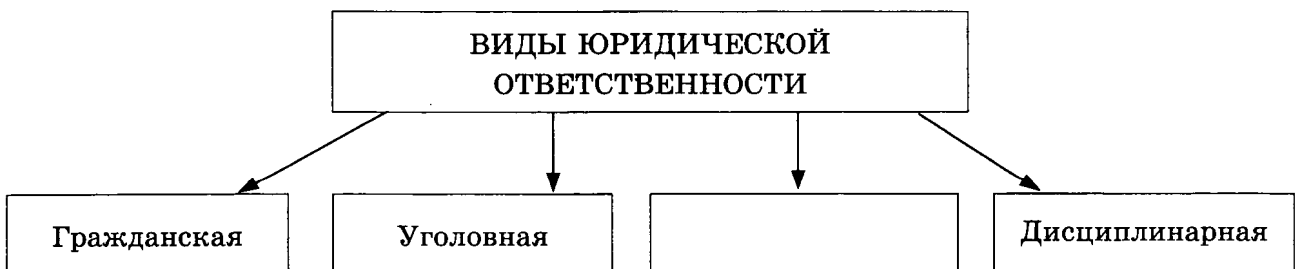 ВИДЫ ЮРИДИЧЕСКОЙ
ОТВЕТСТВЕННОСТИ
Гражданская
Уголовная
Дисциплинарная